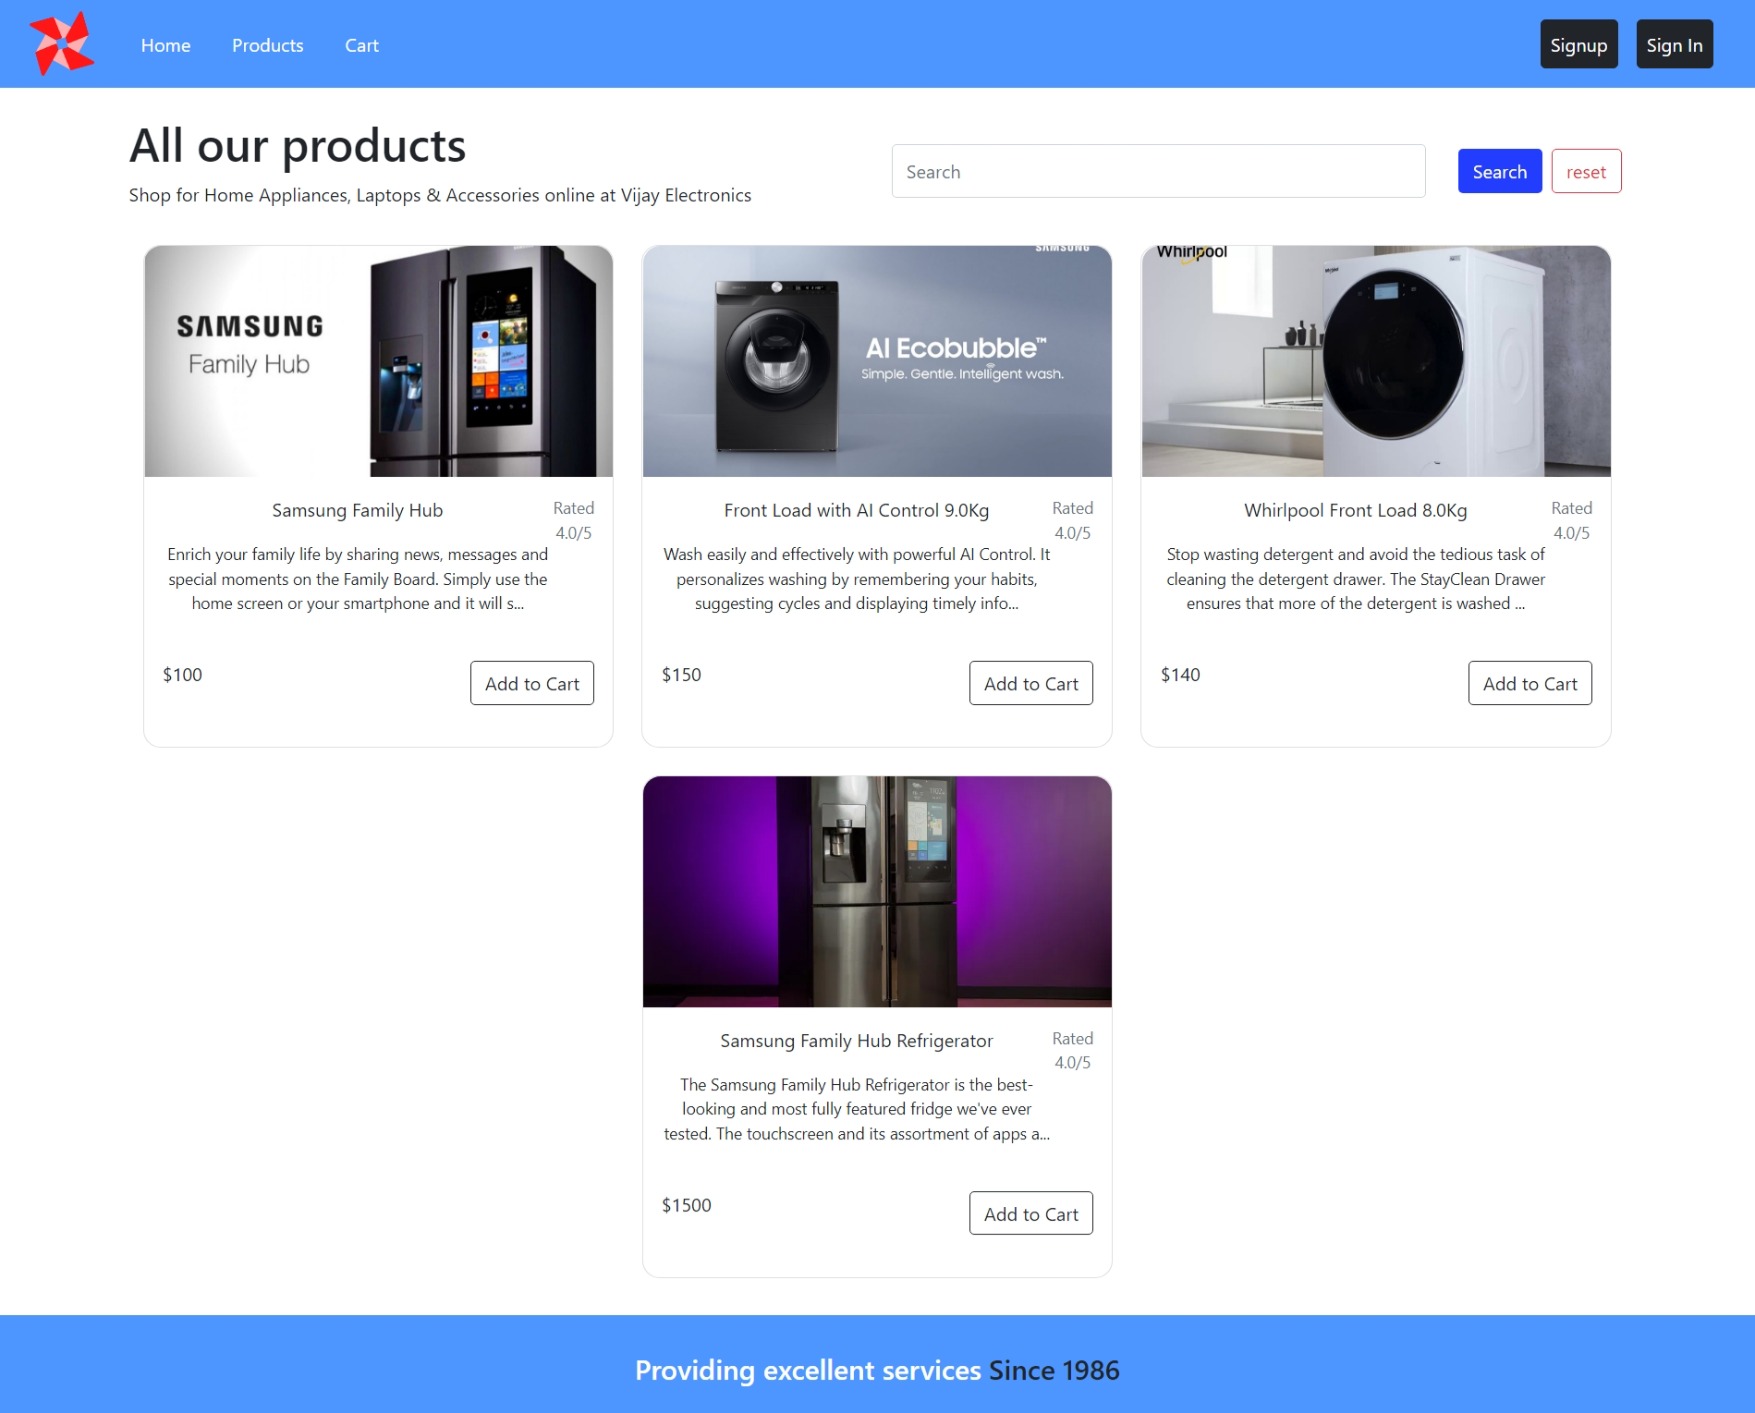 Home Products Cart Signup Sign In
All our products
Shop for Home Appliances, Laptops & Accessories online at Vijay Electronics
Search Search reset
SAMSUNG
Family Hub
SAMSUNG
AI Ecobubble™
Simple. Gentle. Intelligent wash.
Whirlpool
Samsung Family Hub
Rated
4.0/5
Enrich your family life by sharing news, messages and
special moments on the Family Board. Simply use the
home screen or your smartphone and it will s...
$100 Add to Cart
Front Load with AI Control 9.0Kg
Rated
4.0/5
Wash easily and effectively with powerful AI Control. It
personalizes washing by remembering your habits,
suggesting cycles and displaying timely info...
$150 Add to Cart
Whirlpool Front Load 8.0Kg
Rated
4.0/5
Stop wasting detergent and avoid the tedious task of
cleaning the detergent drawer. The StayClean Drawer
ensures that more of the detergent is washed ...
$140 Add to Cart
Samsung Family Hub Refrigerator
Rated
4.0/5
The Samsung Family Hub Refrigerator is the best-
looking and most fully featured fridge we've ever
tested. The touchscreen and its assortment of apps a...
$1500 Add to Cart
Providing excellent services Since 1986